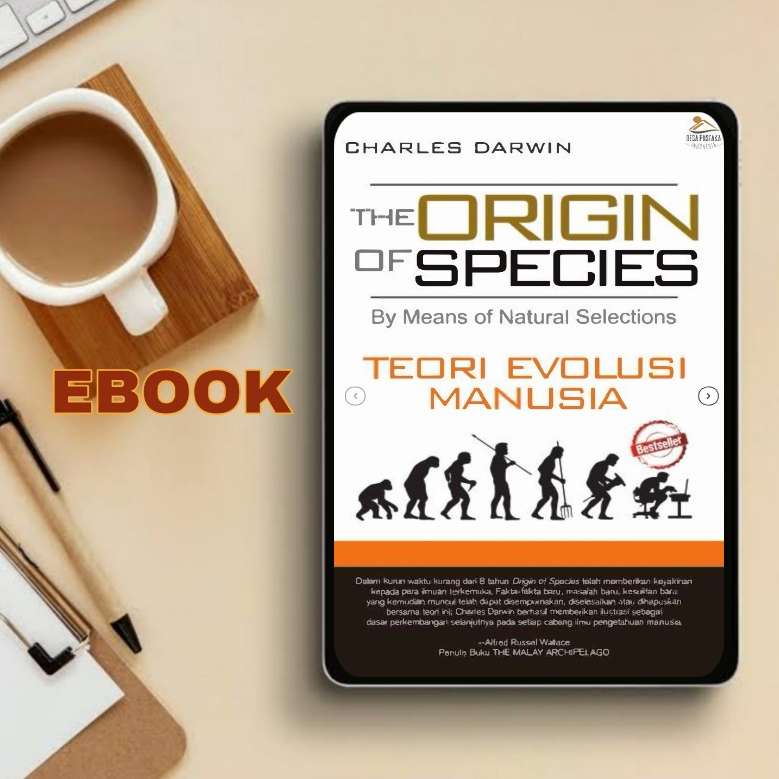 CHARLES DARWIN
DESA PUSTAKA
INDONESIA
THE ORIGIN
OF SPECIES
By Means of Natural Selections
TEORI EVOLUSI
MANUSIA
EBOOK
Bestseller
Dalam kurun waktu kurang dari 8 tahun Origin of Species telah memberikan keyakinan
kepada para ilmuan terkemuka. Fakta-fakta baru, masalah baru, kesulitan baru
yang kemudian muncul telah dapat disempurnakan, diselesaikan atau dihapuskan
bersama teori ini; Charles Darwin berhasil memberikan ilustrasi sebagai
dasar perkembangan selanjutnya pada setiap cabang ilmu pengetahuan manusia.
--Alfred Russel Wallace
Penulis Buku THE MALAY ARCHIPELAGO